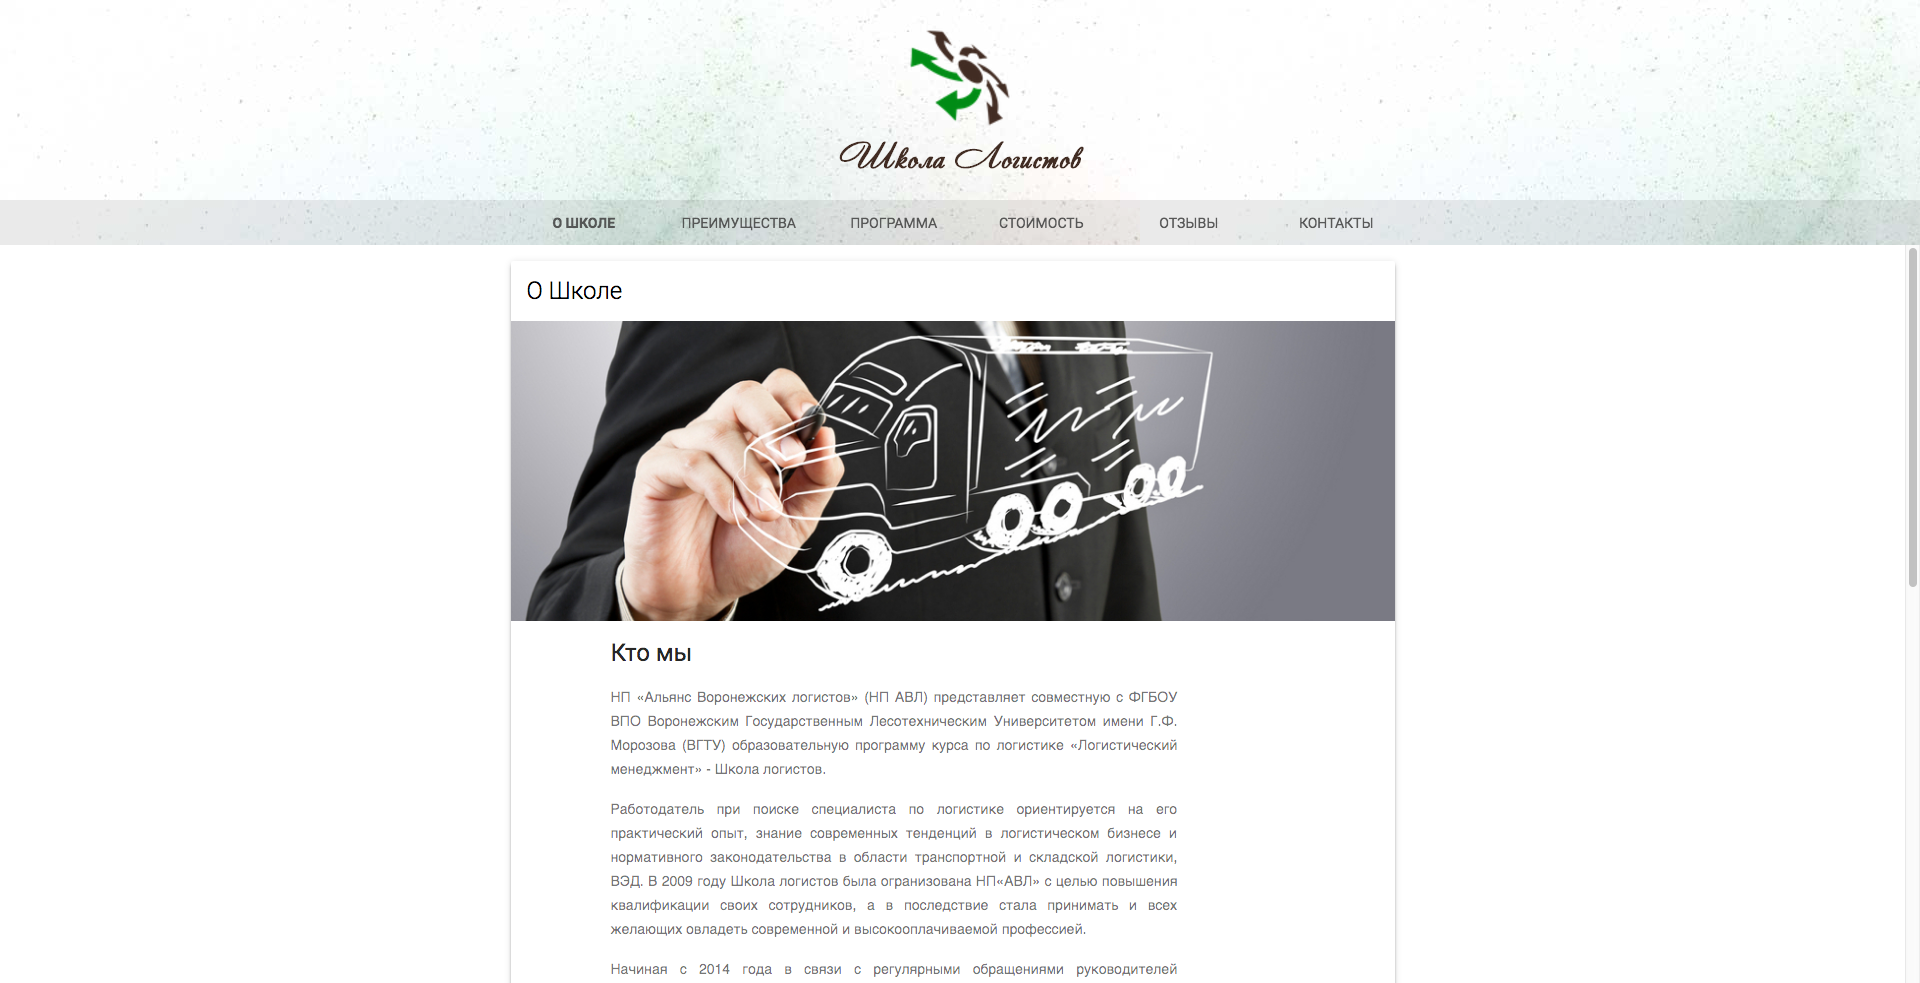 Школа Логистов
О ШКОЛЕ ПРЕИМУЩЕСТВА ПРОГРАММА СТОИМОСТЬ ОТЗЫВЫ КОНТАКТЫ
О Школе
Кто мы
НП «Альянс Воронежских логистов» (НП АВЛ) представляет совместную с ФГБОУ
ВПО Воронежским Государственным Лесотехническим Университетом имени Г.Ф.
Морозова (ВГТУ) образовательную программу курса по логистике «Логистический
менеджмент» - Школа логистов.
Работодатель при поиске специалиста по логистике ориентируется на его
практический опыт, знание современных тенденций в логистическом бизнесе и
нормативного законодательства в области транспортной и складской логистики,
ВЭД. В 2009 году Школа логистов была огранизована НП«АВЛ» с целью повышения
квалификации своих сотрудников, а в последствие стала принимать и всех
желающих овладеть современной и высокооплачиваемой профессией.
Начиная с 2014 года в связи с регулярными обращениями руководителей